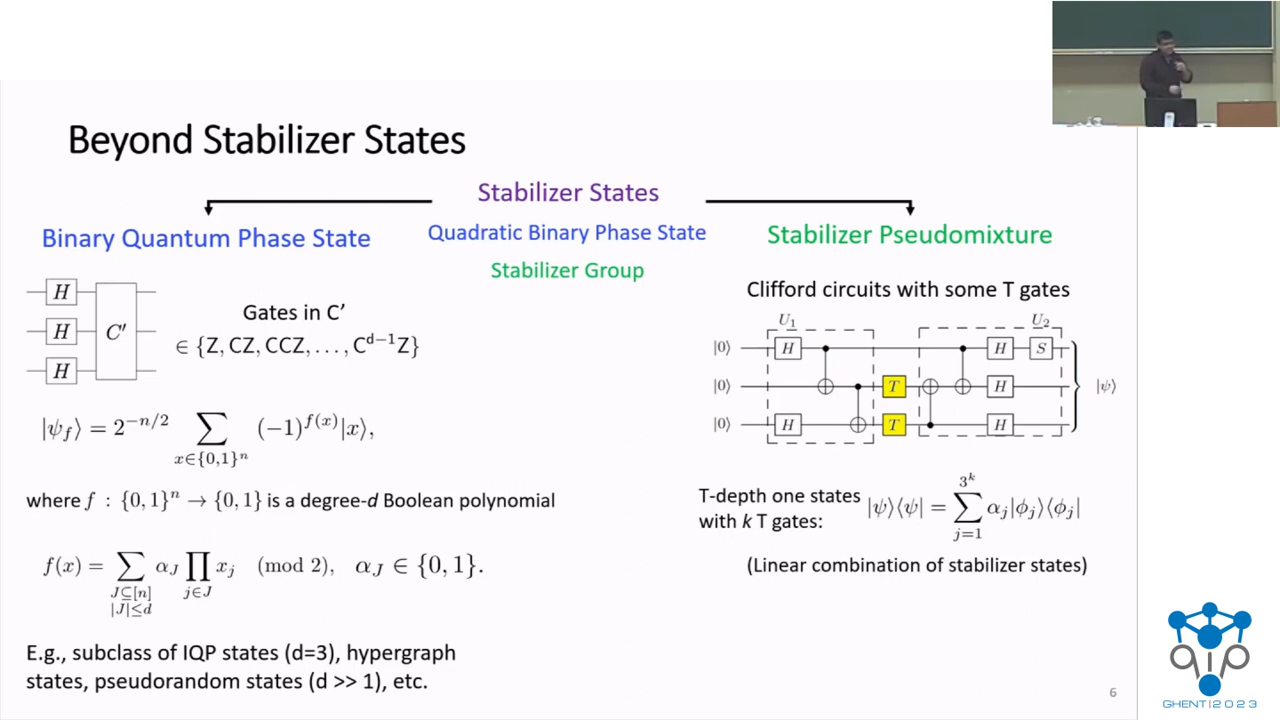 Beyond Stabilizer States
Stabilizer States
Quadratic Binary Phase State
Stabilizer Group
Binary Quantum Phase State
H
H
H
C'
Gates in C’
∈ {Z, CZ, CCZ, . . . , C^{d−1}Z}
|ψ_f⟩ = 2^{−n/2} ∑_{x∈{0,1}^n} (−1)^{f(x)}|x⟩,
where f : {0, 1}^n → {0, 1} is a degree-d Boolean polynomial
f(x) = ∑_{J⊆[n] |J|≤d} α_J ∏_{j∈J} x_j (mod 2), α_J ∈ {0, 1}.
E.g., subclass of IQP states (d=3), hypergraph
states, pseudorandom states (d >> 1), etc.
Stabilizer Pseudomixture
Clifford circuits with some T gates
U_1 U_2
|0⟩ H H S
|0⟩ T H |ψ⟩
|0⟩ H T H
T-depth one states
with k T gates:
|ψ⟩⟨ψ| = ∑_{j=1}^{3^k} α_j|ϕ_j⟩⟨ϕ_j|
(Linear combination of stabilizer states)
6
qip
GHENT|2023